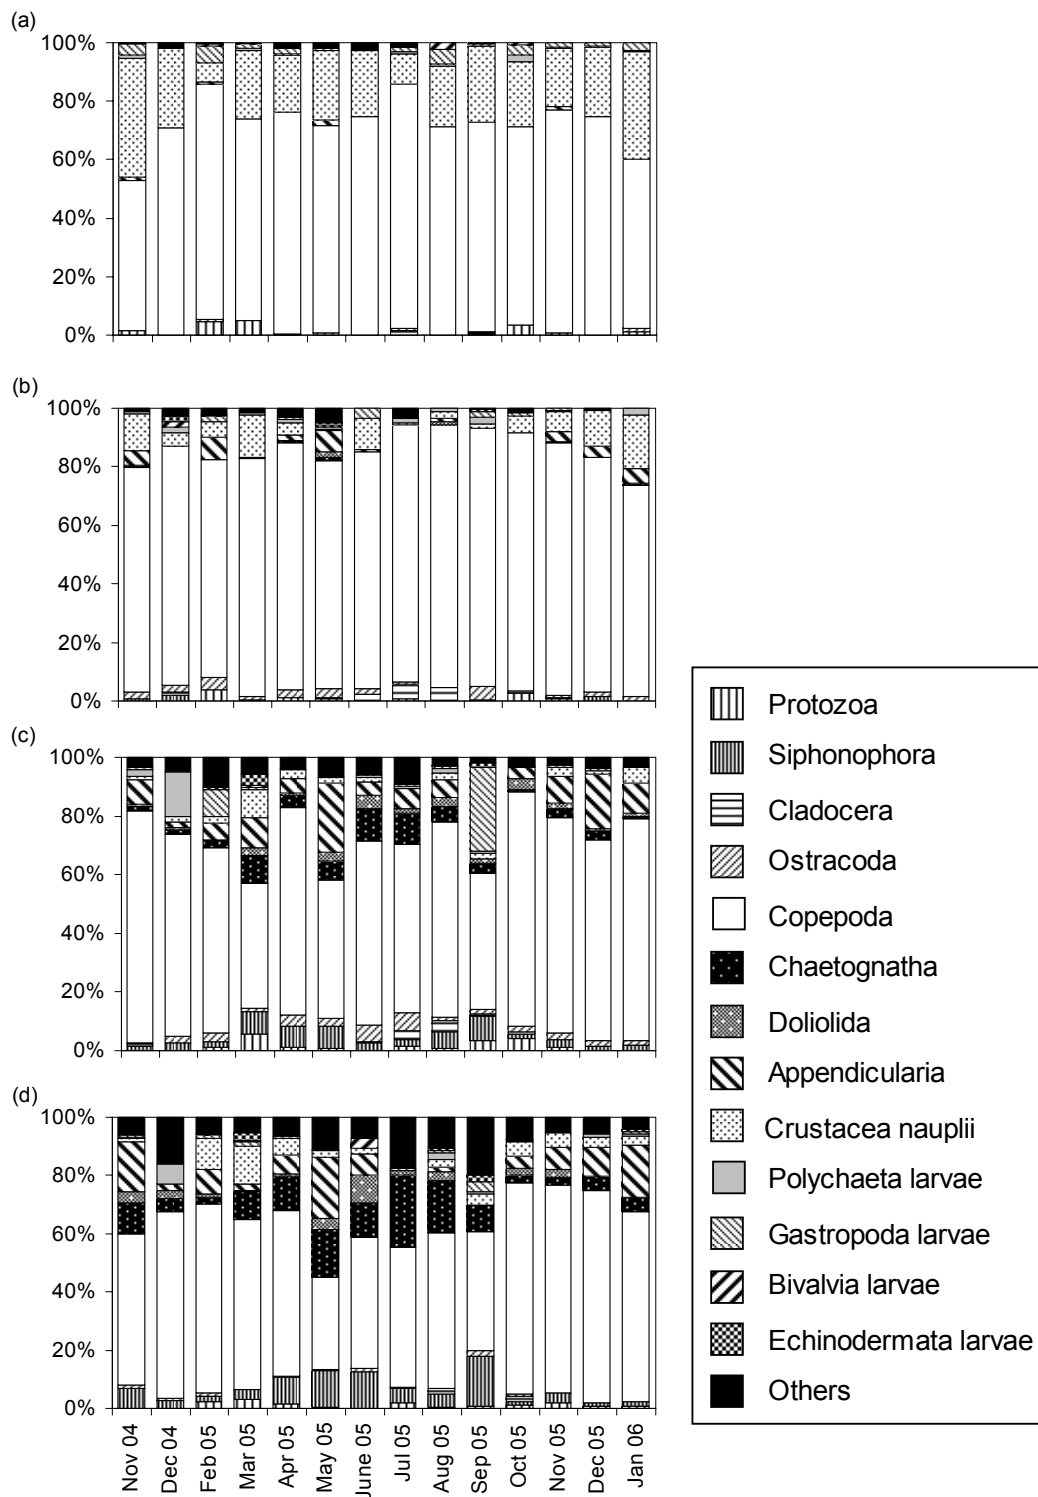 (a)
100%
80%
60%
40%
20%
0%
(b)
100%
80%
60%
40%
20%
0%
(c)
100%
80%
60%
40%
20%
0%
(d)
100%
80%
60%
40%
20%
0%
Nov 04
Dec 04
Feb 05
Mar 05
Apr 05
May 05
June 05
Jul 05
Aug 05
Sep 05
Oct 05
Nov 05
Dec 05
Jan 06
Protozoa
Siphonophora
Cladocera
Ostracoda
Copepoda
Chaetognatha
Doliolida
Appendicularia
Crustacea nauplii
Polychaeta larvae
Gastropoda larvae
Bivalvia larvae
Echinodermata larvae
Others